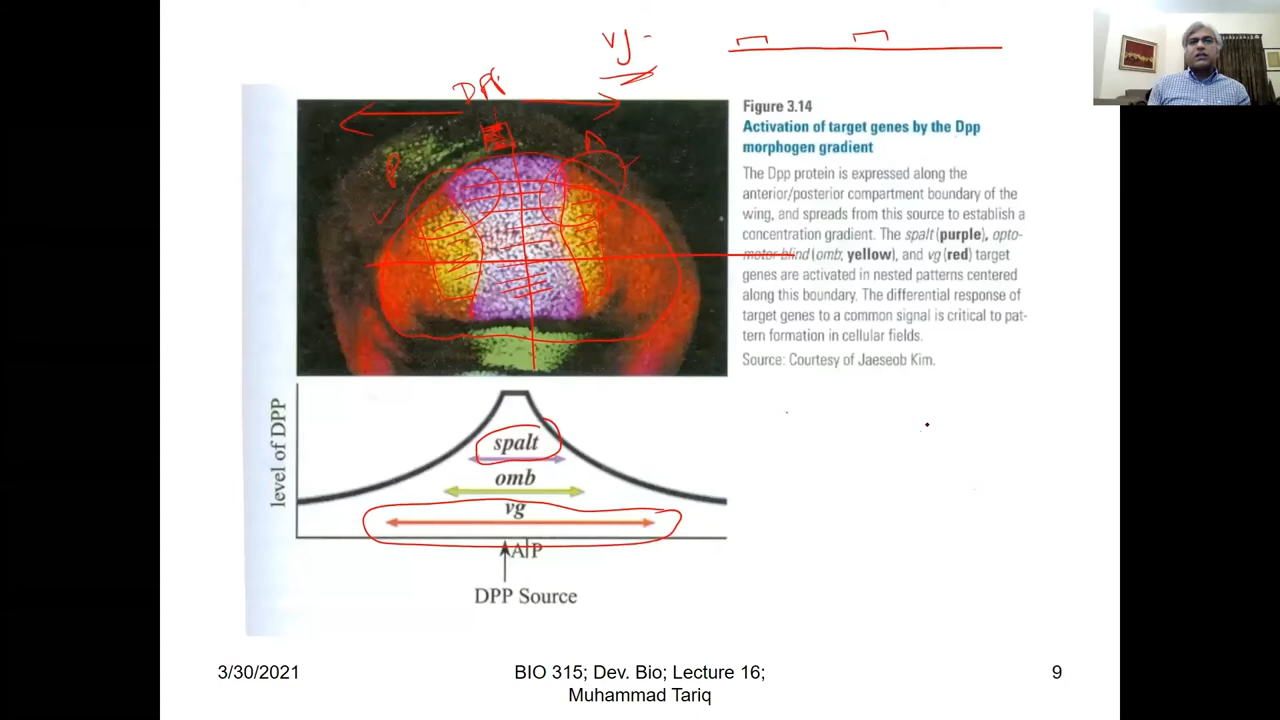 vg -
DPP
P
A
Figure 3.14
Activation of target genes by the Dpp
morphogen gradient
The Dpp protein is expressed along the
anterior/posterior compartment boundary of the
wing, and spreads from this source to establish a
concentration gradient. The spalt (purple), opto-
motor blind (omb; yellow), and vg (red) target
genes are activated in nested patterns centered
along this boundary. The differential response of
target genes to a common signal is critical to pat-
tern formation in cellular fields.
Source: Courtesy of Jaeseob Kim.
level of DPP
spalt
omb
vg
A|P
DPP Source
3/30/2021
BIO 315; Dev. Bio; Lecture 16;
Muhammad Tariq
9